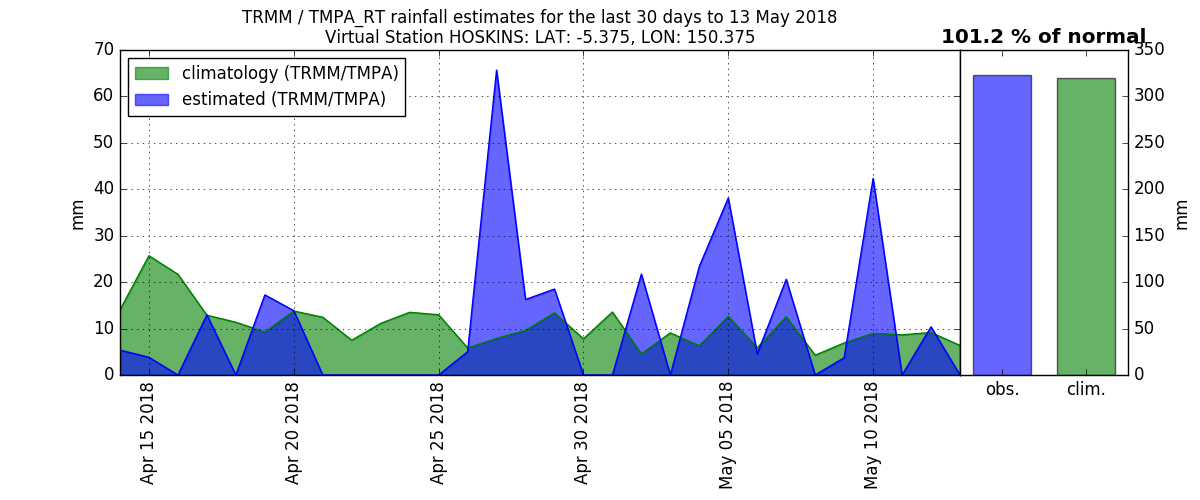 TRMM / TMPA_RT rainfall estimates for the last 30 days to 13 May 2018
Virtual Station HOSKINS: LAT: -5.375, LON: 150.375
101.2 % of normal
climatology (TRMM/TMPA)
estimated (TRMM/TMPA)
70
60
50
40
30
20
10
0
mm
Apr 15 2018
Apr 20 2018
Apr 25 2018
Apr 30 2018
May 05 2018
May 10 2018
obs.
clim.
350
300
250
200
150
100
50
0
mm